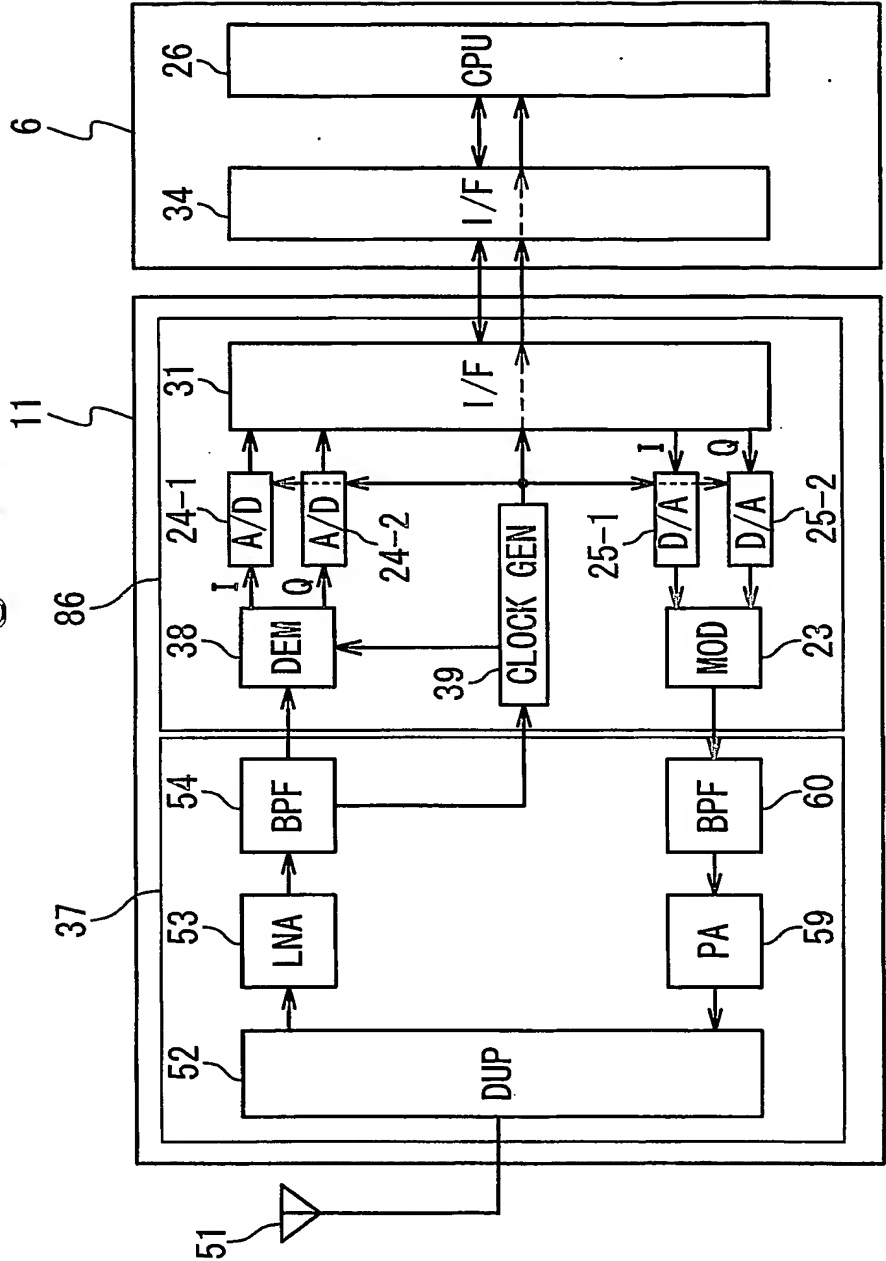 11
6
37
86
52
53
54
38
24-1
31
34
26
DUP
LNA
BPF
DEM
I
Q
A/D
A/D
24-2
I/F
I/F
CPU
39
CLOCK GEN
51
25-1
I
Q
D/A
D/A
25-2
PA
BPF
MOD
59
60
23